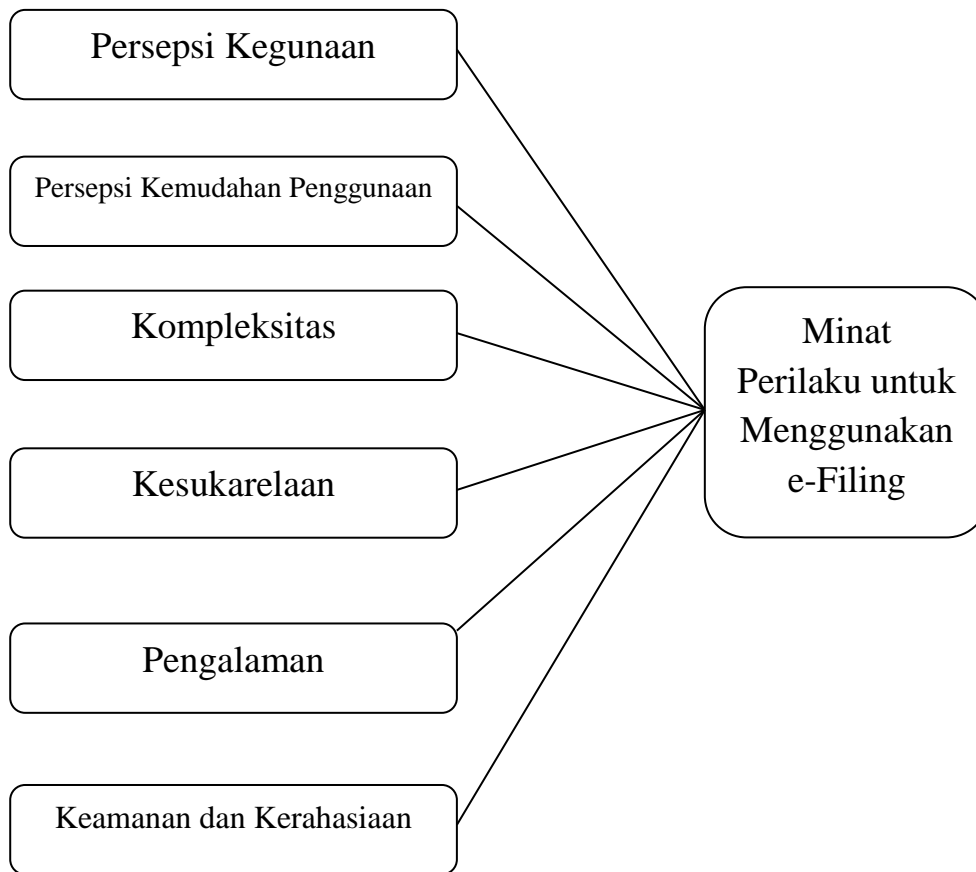 Persepsi Kegunaan
Persepsi Kemudahan Penggunaan
Kompleksitas
Kesukarelaan
Pengalaman
Keamanan dan Kerahasiaan
Minat
Perilaku untuk
Menggunakan
e-Filing